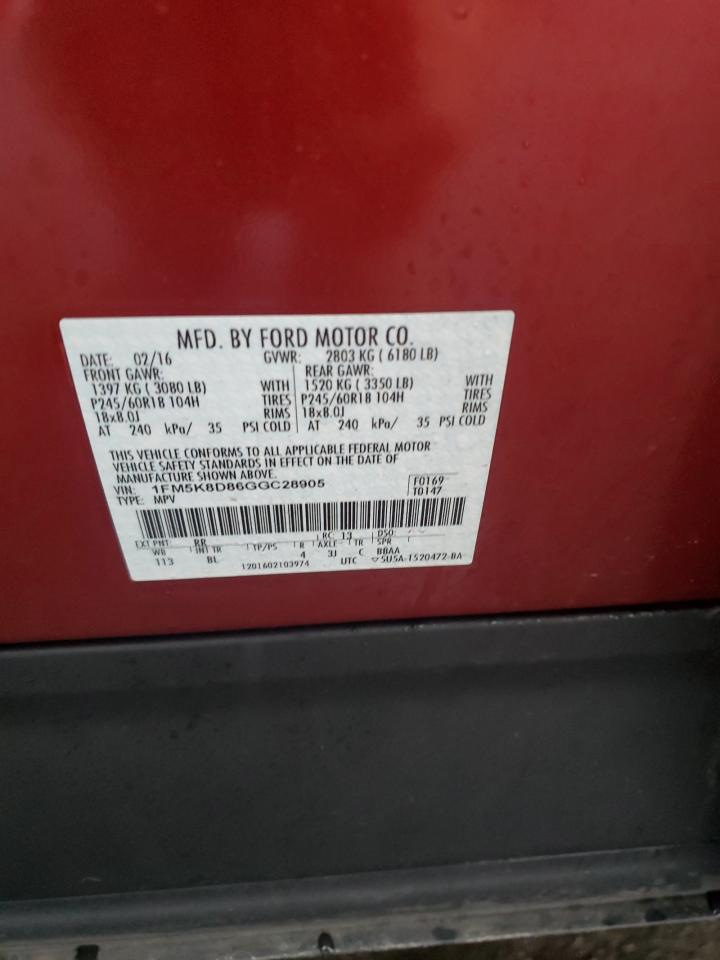 MFD. BY FORD MOTOR CO.
DATE: 02/16 GVWR: 2803 KG ( 6180 LB)
FRONT GAWR: REAR GAWR:
1397 KG ( 3080 LB) WITH 1520 KG ( 3350 LB) WITH
P245/60R18 104H TIRES P245/60R18 104H TIRES
18x8.0J RIMS 18x8.0J RIMS
AT 240 kPa/ 35 PSI COLD AT 240 kPa/ 35 PSI COLD
THIS VEHICLE CONFORMS TO ALL APPLICABLE FEDERAL MOTOR
VEHICLE SAFETY STANDARDS IN EFFECT ON THE DATE OF
MANUFACTURE SHOWN ABOVE.
VIN: 1FM5K8D86GGC28905 F0169
TYPE: MPV T0147
EXT PNT: RR RC: 13 DSO:
WB INT TR TP/PS R AXLE TR SPR
113 BL 4 3J C BBAA
1201602103974 UTC ▽5U5A-1520472-BA